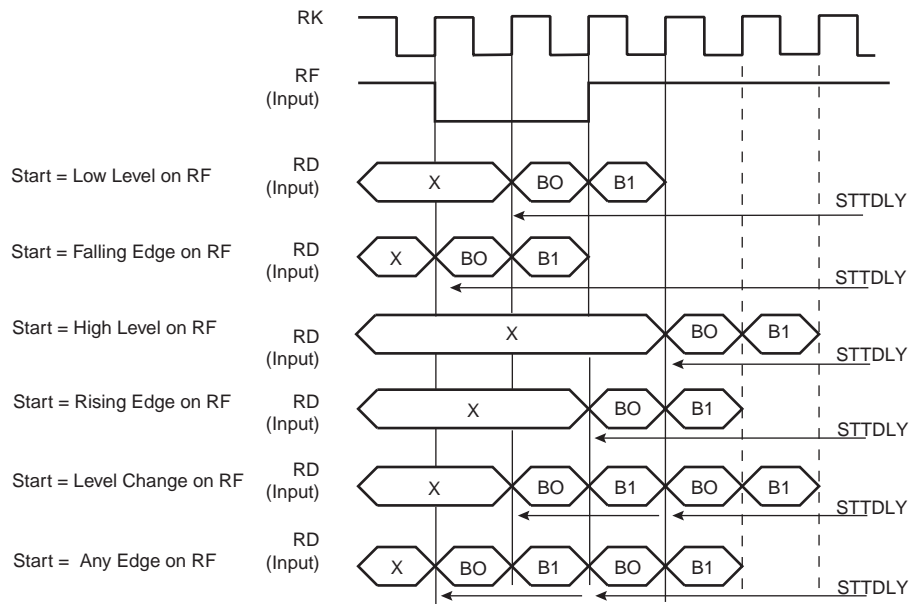 RK
RF
(Input)
Start = Low Level on RF
RD
(Input)
X
BO
B1
STTDLY
Start = Falling Edge on RF
RD
(Input)
X
BO
B1
STTDLY
Start = High Level on RF
RD
(Input)
X
BO
B1
STTDLY
Start = Rising Edge on RF
RD
(Input)
X
BO
B1
STTDLY
Start = Level Change on RF
RD
(Input)
X
BO
B1
BO
B1
STTDLY
Start = Any Edge on RF
RD
(Input)
X
BO
B1
BO
B1
STTDLY